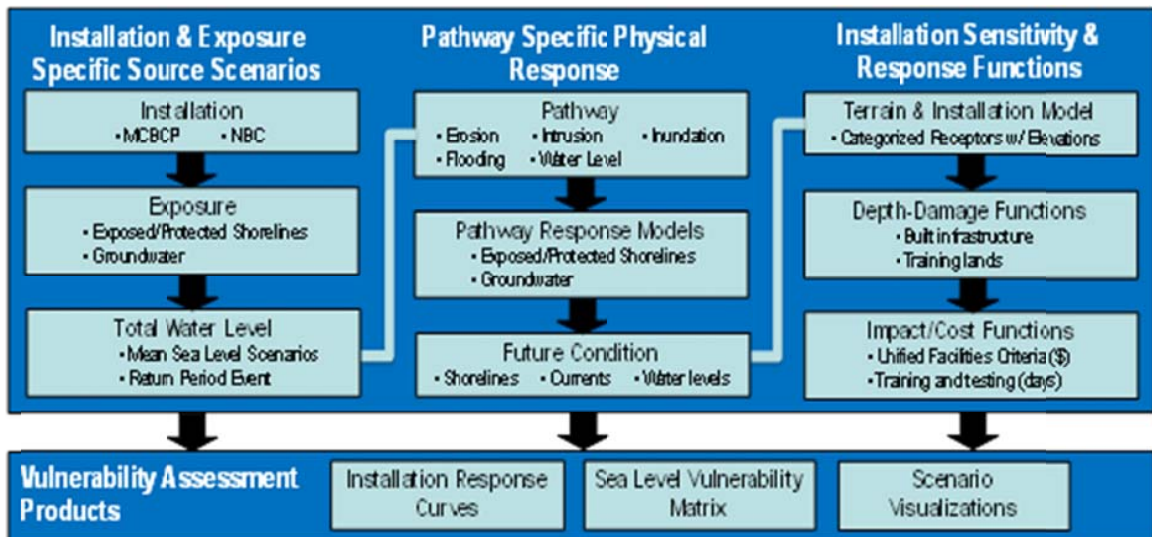 Installation & Exposure
Specific Source Scenarios
Installation
• MCBCP • NBC
Exposure
• Exposed/Protected Shorelines
• Groundwater
Total Water Level
• Mean Sea Level Scenarios
• Return Period Event
Pathway Specific Physical
Response
Pathway
• Erosion • Intrusion • Inundation
• Flooding • Water Level
Pathway Response Models
• Exposed/Protected Shorelines
• Groundwater
Future Condition
• Shorelines • Currents • Water levels
Installation Sensitivity &
Response Functions
Terrain & Installation Model
• Categorized Receptors w/ Elevations
Depth-Damage Functions
• Built infrastructure
• Training lands
Impact/Cost Functions
• Unified Facilities Criteria ($)
• Training and testing (days)
Vulnerability Assessment
Products
Installation Response
Curves
Sea Level Vulnerability
Matrix
Scenario
Visualizations